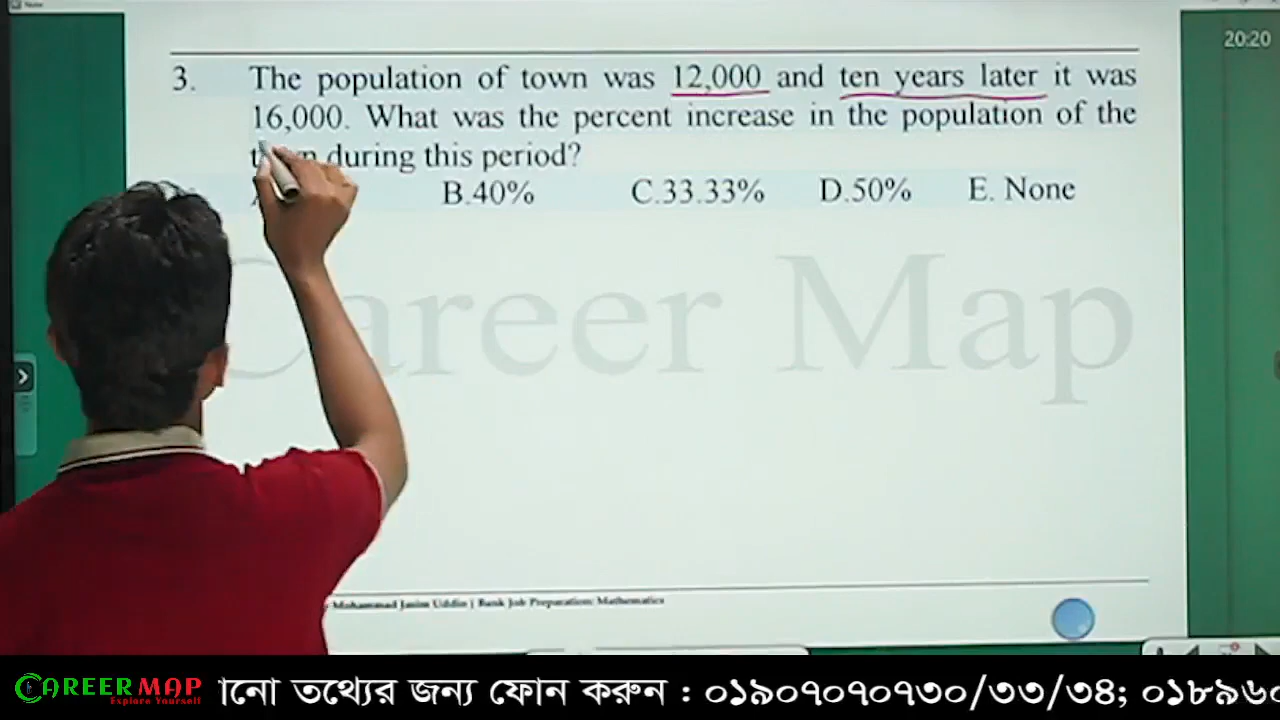 20:20
3. The population of town was 12,000 and ten years later it was
16,000. What was the percent increase in the population of the
during this period?
B.40% C.33.33% D.50% E. None
Career Map
Mohammad Jasim Uddin | Bank Job Preparation: Mathematics
CAREER MAP
Explore Yourself
ানো তথ্যের জন্য ফোন করুন : ০১৯০৭০৭০৭৩০/৩৩/৩৪; ০১৮৯৬০